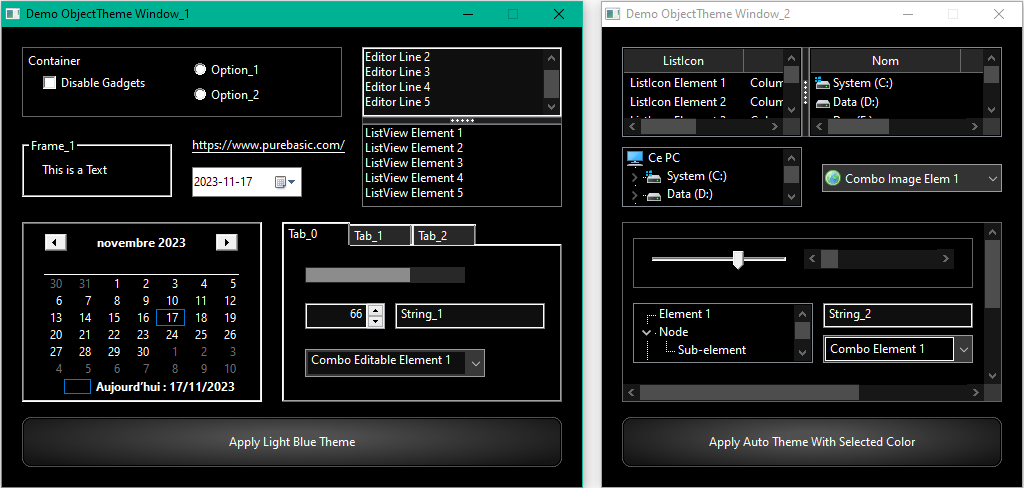 Demo ObjectTheme Window_1
Container
Disable Gadgets
Option_1
Option_2
Editor Line 2
Editor Line 3
Editor Line 4
Editor Line 5
ListView Element 1
ListView Element 2
ListView Element 3
ListView Element 4
ListView Element 5
Frame_1
This is a Text
https://www.purebasic.com/
2023-11-17
novembre 2023
30 31 1 2 3 4 5
6 7 8 9 10 11 12
13 14 15 16 17 18 19
20 21 22 23 24 25 26
27 28 29 30 1 2 3
4 5 6 7 8 9 10
Aujourd'hui : 17/11/2023
Tab_0 Tab_1 Tab_2
66 String_1
Combo Editable Element 1
Apply Light Blue Theme
Demo ObjectTheme Window_2
ListIcon
ListIcon Element 1 Colum
ListIcon Element 2 Colum
Nom
System (C:)
Data (D:)
Ce PC
System (C:)
Data (D:)
Combo Image Elem 1
Element 1
Node
Sub-element
String_2
Combo Element 1
Apply Auto Theme With Selected Color